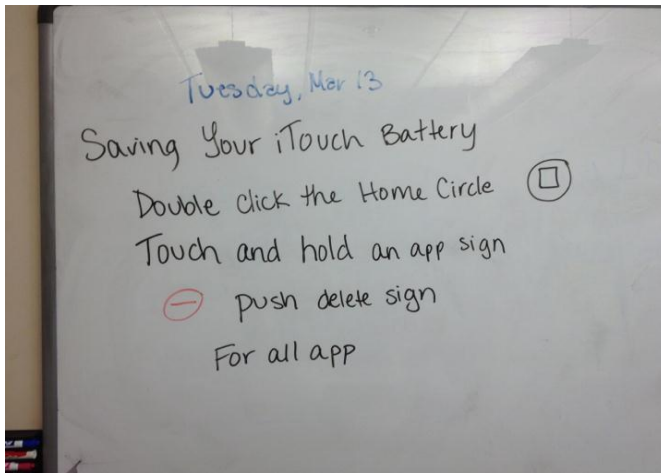 Tuesday, Mar 13
Saving Your iTouch Battery
Double click the Home Circle
Touch and hold an app sign
push delete sign
For all app